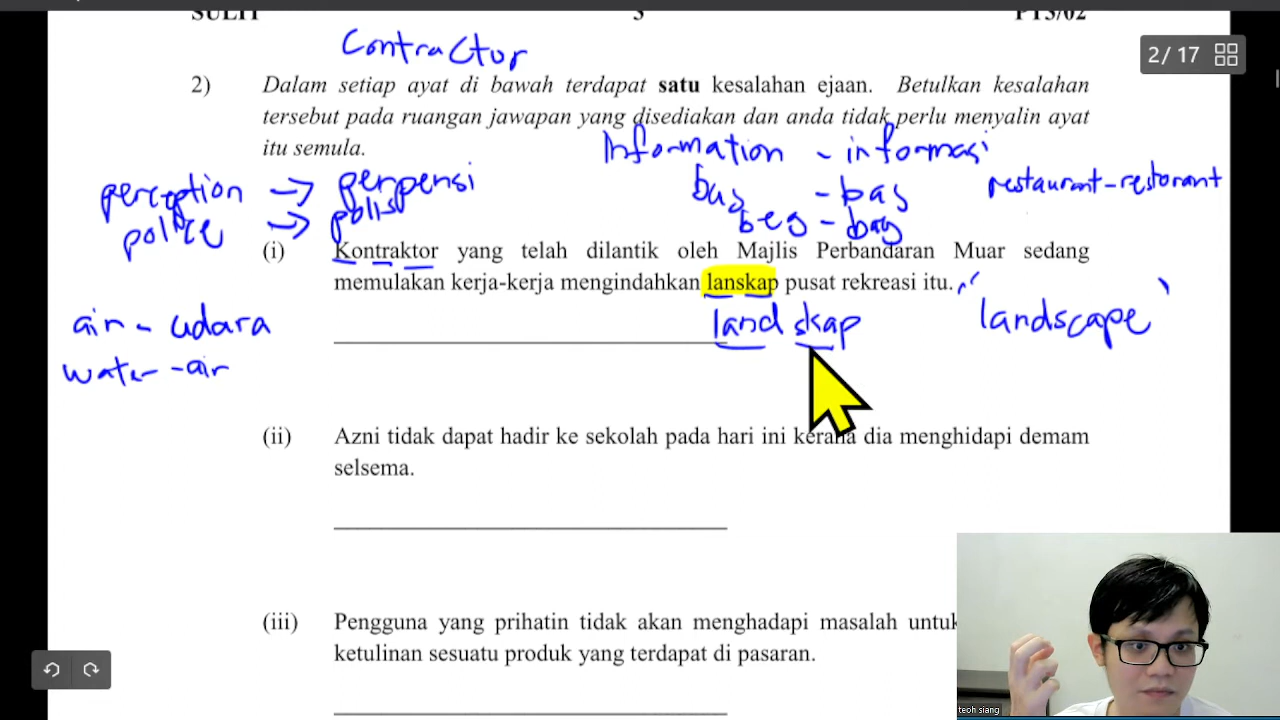 SULIT 3 PT3/02
Contractor
2/17
2) Dalam setiap ayat di bawah terdapat satu kesalahan ejaan. Betulkan kesalahan
tersebut pada ruangan jawapan yang disediakan dan anda tidak perlu menyalin ayat
itu semula.
Information - informasi
perception → perpensi
bas - bas
restaurant - restorant
police → polis
beg - bag
(i) Kontraktor yang telah dilantik oleh Majlis Perbandaran Muar sedang
memulakan kerja-kerja mengindahkan lanskap pusat rekreasi itu.
air - udara
land skap
"landscape"
water - air
(ii) Azni tidak dapat hadir ke sekolah pada hari ini kerana dia menghidapi demam
selsema.
(iii) Pengguna yang prihatin tidak akan menghadapi masalah untuk
ketulinan sesuatu produk yang terdapat di pasaran.
teoh siang